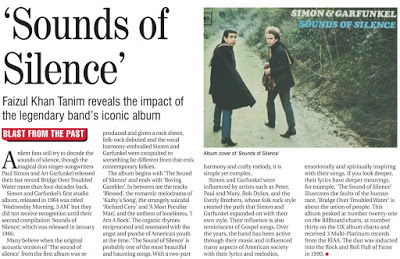 'Sounds of
Silence'
Faizul Khan Tanim reveals the impact of
the legendary band's iconic album
BLAST FROM THE PAST
SIMON & GARFUNKEL
SOUNDS OF SILENCE
Album cover of 'Sounds of Silence'
Atalent fans still try to decode the
sounds of silence, though the
magical duo singer-songwriters
Paul Simon and Art Garfunkel released
their last record Bridge Over Troubled
Water more than four decades back.
Simon and Garfunkel's first studio
album, released in 1964 was titled
'Wednesday Morning, 3 AM' but they
did not receive recognition until their
second compilation 'Sounds of
Silence', which was released in January
1966.
Many believe when the original
acoustic version of 'The sound of
silence' from the first album was re-
produced and given a rock sheen,
folk-rock debuted and the vocal
harmony-enthralled Simon and
Garfunkel were catapulted to
something far different from that era's
contemporary folkies.
The album begins with 'The Sound
of Silence' and ends with 'Roving
Gambler'. In between are the tracks
'Blessed', the romantic melodrama of
'Kathy's Song', the strangely suicidal
'Richard Cory' and 'A Most Peculiar
Man', and the anthem of loneliness, 'I
Am A Rock'. The organic rhymes
reciprocated and resonated with the
angst and psyche of American youth
at the time. 'The Sound of Silence' is
probably one of the most beautiful
and haunting songs. With a two-part
harmony and crafty melody, it is
simple yet complex.
Simon and Garfunkel were
influenced by artists such as Peter,
Paul and Mary, Bob Dylan, and the
Everly Brothers, whose folk rock style
created the path that Simon and
Garfunkel expanded on with their
own style. Their influence is also
reminiscent of Gospel songs. Over
the years, the band has been active
through their music and influenced
many aspects of American society
with their lyrics and melodies,
emotionally and spiritually inspiring
with their songs. If you look deeper,
their lyrics have deeper meanings,
for example, 'The Sound of Silence'
illustrates the faults of the human
race, 'Bridge Over Troubled Water' is
about the union of people. This
album peaked at number twenty-one
on the Billboard charts, at number
thirty on the UK album charts and
received 3 Multi-Platinum records
from the RIAA. The duo was inducted
into the Rock and Roll Hall of Fame
in 1990.